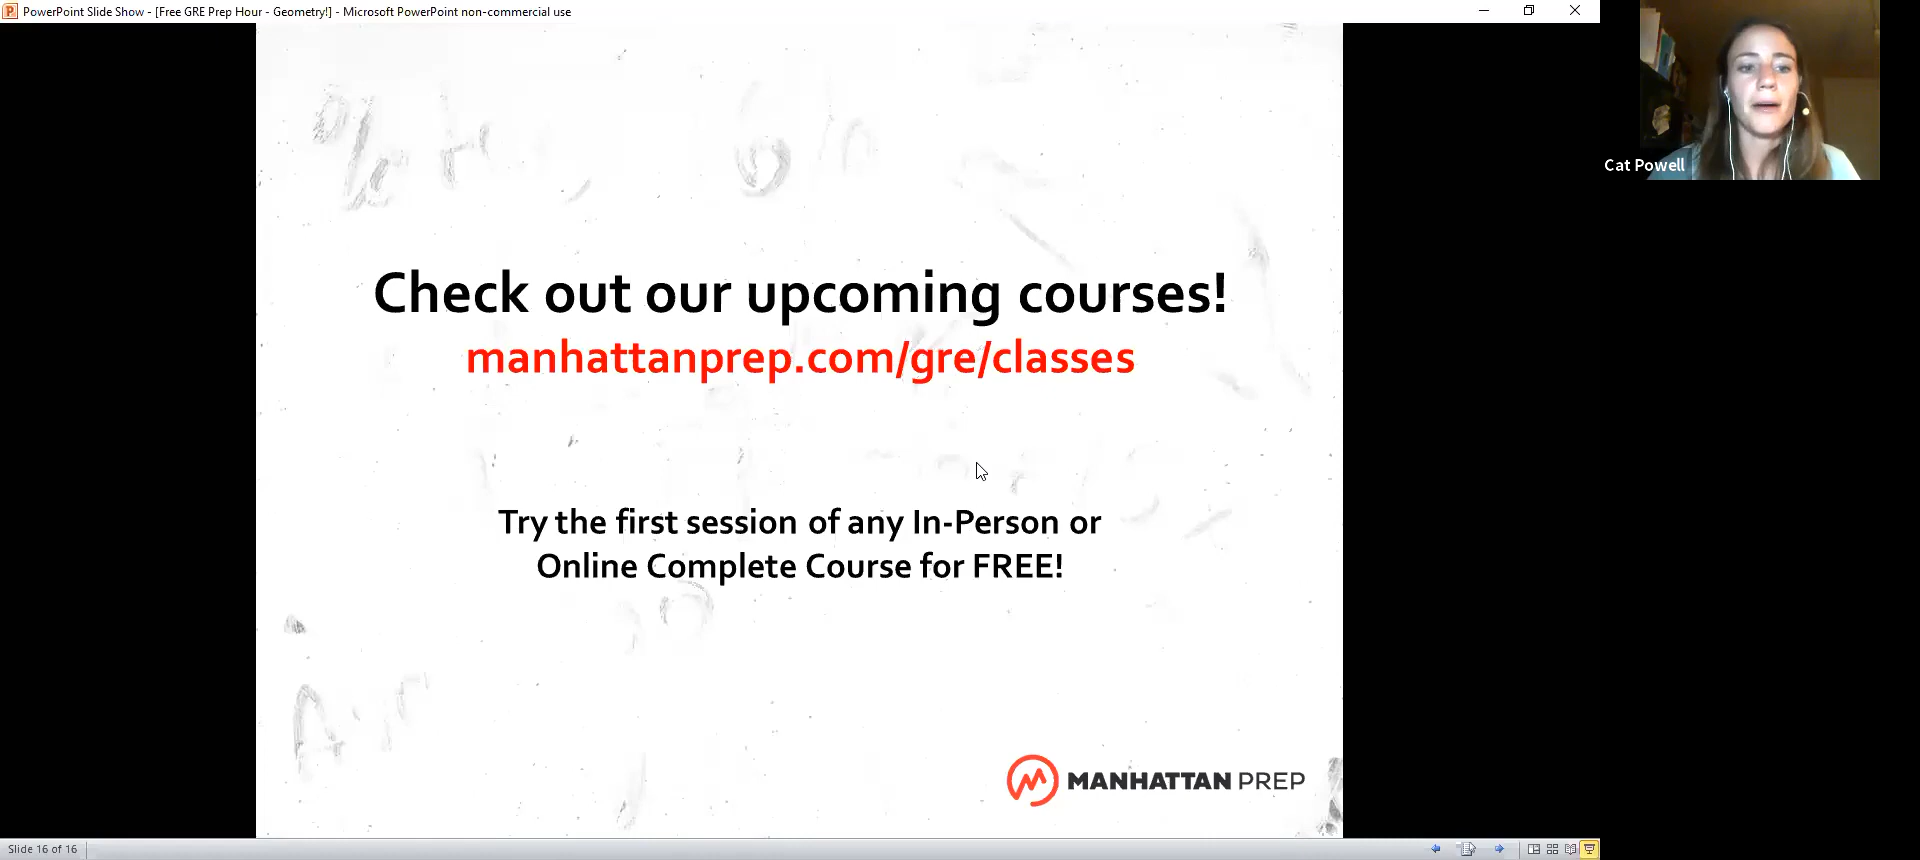 PowerPoint Slide Show - [Free GRE Prep Hour - Geometry!] - Microsoft PowerPoint non-commercial use
Cat Powell
Check out our upcoming courses!
manhattanprep.com/gre/classes
Try the first session of any In-Person or
Online Complete Course for FREE!
MANHATTAN PREP
Slide 16 of 16